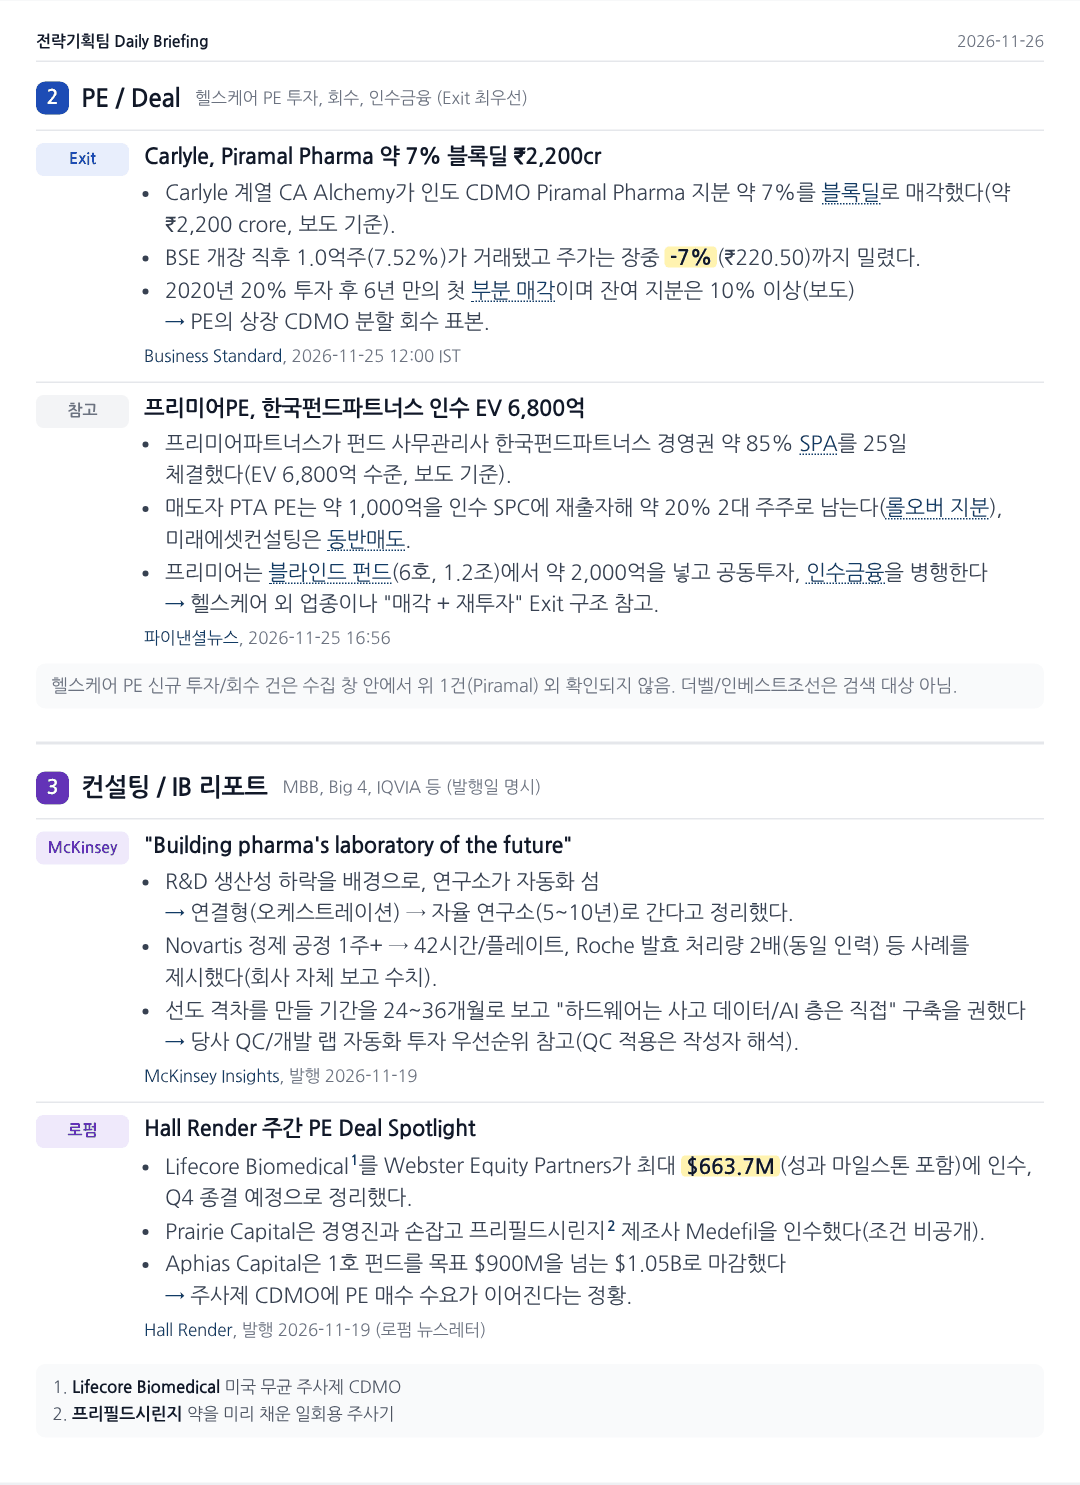 전략기획팀 Daily Briefing
2026-11-26
2 PE / Deal 헬스케어 PE 투자, 회수, 인수금융 (Exit 최우선)
Exit
Carlyle, Piramal Pharma 약 7% 블록딜 ₹2,200cr
• Carlyle 계열 CA Alchemy가 인도 CDMO Piramal Pharma 지분 약 7%를 블록딜로 매각했다(약
₹2,200 crore, 보도 기준).
• BSE 개장 직후 1.0억주(7.52%)가 거래됐고 주가는 장중 -7%(₹220.50)까지 밀렸다.
• 2020년 20% 투자 후 6년 만의 첫 부분 매각이며 잔여 지분은 10% 이상(보도)
→ PE의 상장 CDMO 분할 회수 표본.
Business Standard, 2026-11-25 12:00 IST
참고
프리미어PE, 한국펀드파트너스 인수 EV 6,800억
• 프리미어파트너스가 펀드 사무관리사 한국펀드파트너스 경영권 약 85% SPA를 25일
체결했다(EV 6,800억 수준, 보도 기준).
• 매도자 PTA PE는 약 1,000억을 인수 SPC에 재출자해 약 20% 2대 주주로 남는다(롤오버 지분),
미래에셋컨설팅은 동반매도.
• 프리미어는 블라인드 펀드(6호, 1.2조)에서 약 2,000억을 넣고 공동투자, 인수금융을 병행한다
→ 헬스케어 외 업종이나 "매각 + 재투자" Exit 구조 참고.
파이낸셜뉴스, 2026-11-25 16:56
헬스케어 PE 신규 투자/회수 건은 수집 창 안에서 위 1건(Piramal) 외 확인되지 않음. 더벨/인베스트조선은 검색 대상 아님.
3 컨설팅 / IB 리포트 MBB, Big 4, IQVIA 등 (발행일 명시)
McKinsey
"Building pharma's laboratory of the future"
• R&D 생산성 하락을 배경으로, 연구소가 자동화 섬
→ 연결형(오케스트레이션) → 자율 연구소(5~10년)로 간다고 정리했다.
• Novartis 정제 공정 1주+ → 42시간/플레이트, Roche 발효 처리량 2배(동일 인력) 등 사례를
제시했다(회사 자체 보고 수치).
• 선도 격차를 만들 기간을 24~36개월로 보고 "하드웨어는 사고 데이터/AI 층은 직접" 구축을 권했다
→ 당사 QC/개발 랩 자동화 투자 우선순위 참고(QC 적용은 작성자 해석).
McKinsey Insights, 발행 2026-11-19
로펌
Hall Render 주간 PE Deal Spotlight
• Lifecore Biomedical1를 Webster Equity Partners가 최대 $663.7M(성과 마일스톤 포함)에 인수,
Q4 종결 예정으로 정리했다.
• Prairie Capital은 경영진과 손잡고 프리필드시린지2 제조사 Medefil을 인수했다(조건 비공개).
• Aphias Capital은 1호 펀드를 목표 $900M을 넘는 $1.05B로 마감했다
→ 주사제 CDMO에 PE 매수 수요가 이어진다는 정황.
Hall Render, 발행 2026-11-19 (로펌 뉴스레터)
1. Lifecore Biomedical 미국 무균 주사제 CDMO
2. 프리필드시린지 약을 미리 채운 일회용 주사기